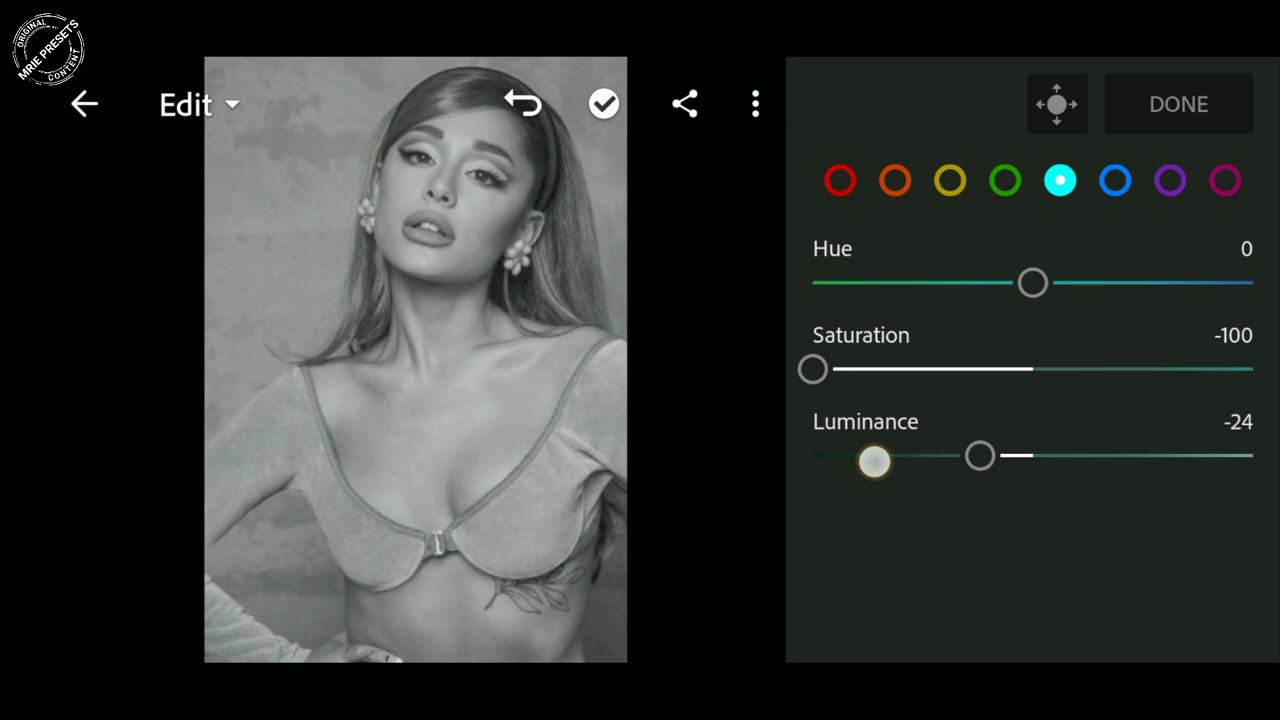 ORIGINAL
MRIE PRESETS
CONTENT
Edit
DONE
Hue 0
Saturation -100
Luminance -24